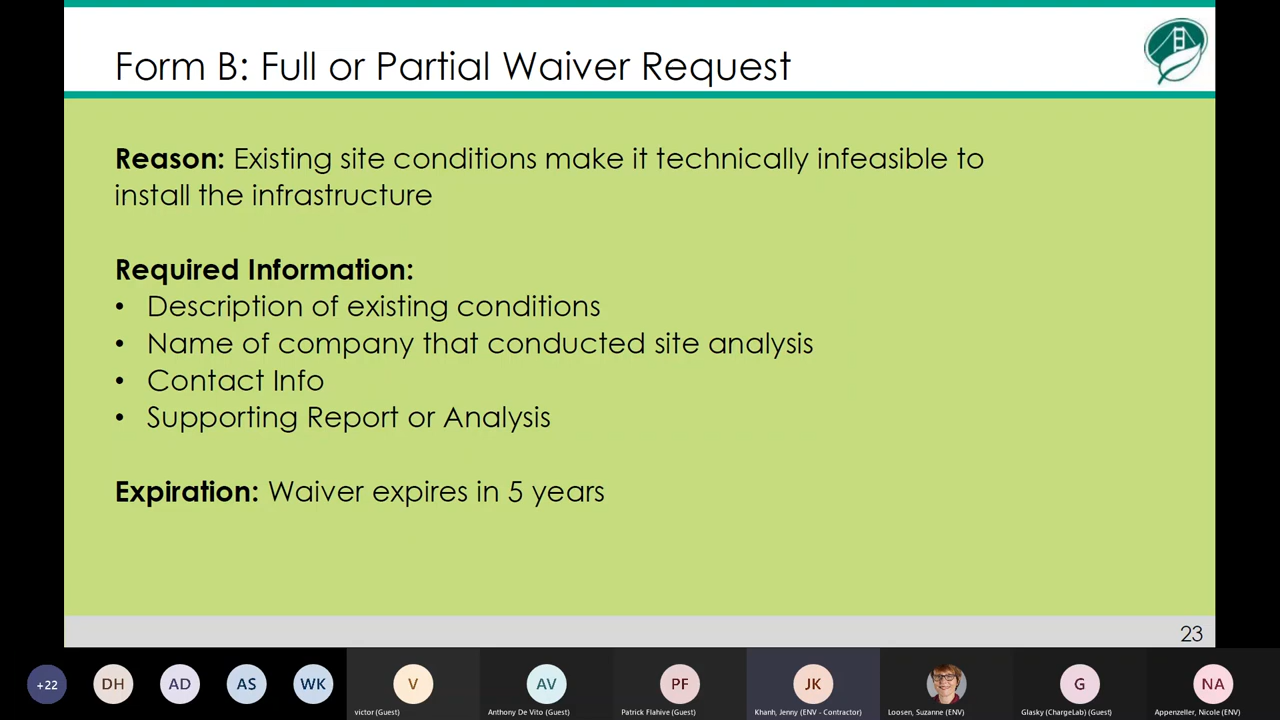 Form B: Full or Partial Waiver Request
Reason: Existing site conditions make it technically infeasible to
install the infrastructure
Required Information:
• Description of existing conditions
• Name of company that conducted site analysis
• Contact Info
• Supporting Report or Analysis
Expiration: Waiver expires in 5 years
23
+22
DH
AD
AS
WK
V
AV
PF
JK
G
NA
victor (Guest)
Anthony De Vito (Guest)
Patrick Flahive (Guest)
Khanh, Jenny (ENV - Contractor)
Loosen, Suzanne (ENV)
Glasky (ChargeLab) (Guest)
Appenzeller, Nicole (ENV)